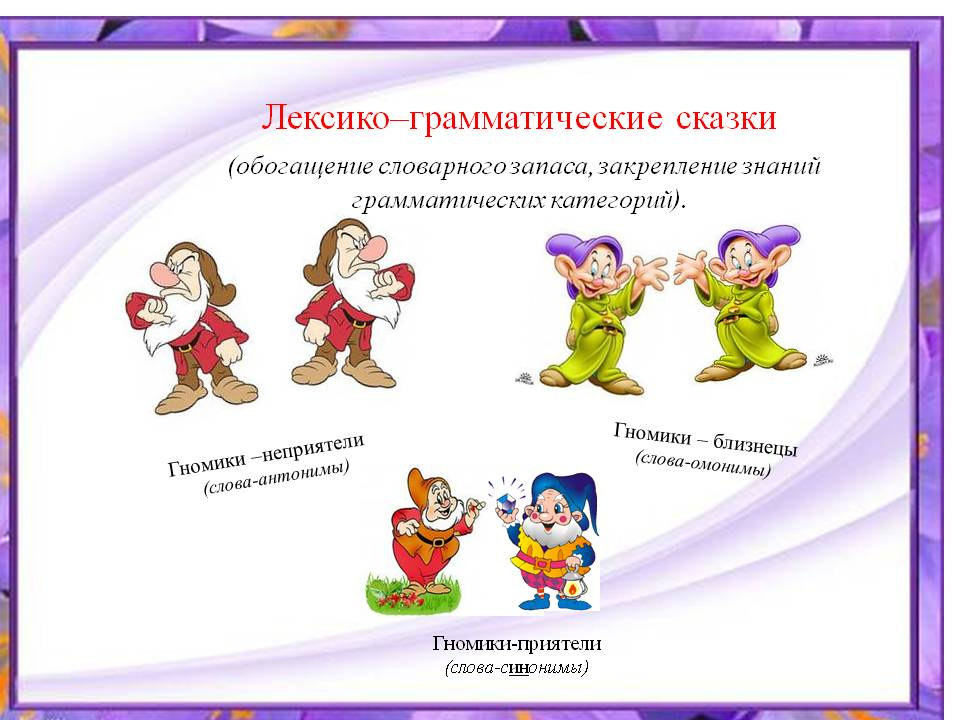 Лексико–грамматические сказки
(обогащение словарного запаса, закрепление знаний
грамматических категорий).
Гномики –неприятели
(слова-антонимы)
Гномики – близнецы
(слова-омонимы)
Гномики-приятели
(слова-синонимы)